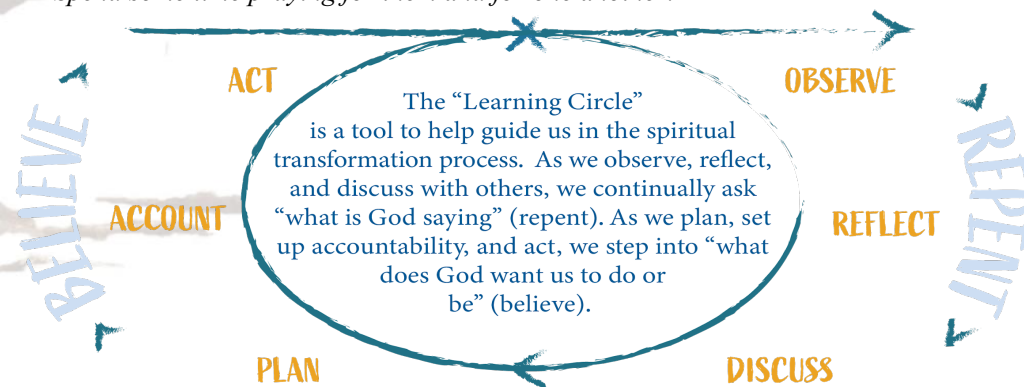 ACT
OBSERVE
BELIEVE
REPENT
The “Learning Circle”
is a tool to help guide us in the spiritual
transformation process.  As we observe, reflect,
and discuss with others, we continually ask
“what is God saying” (repent). As we plan, set
up accountability, and act, we step into “what
does God want us to do or
be” (believe).
ACCOUNT
REFLECT
PLAN
DISCUSS